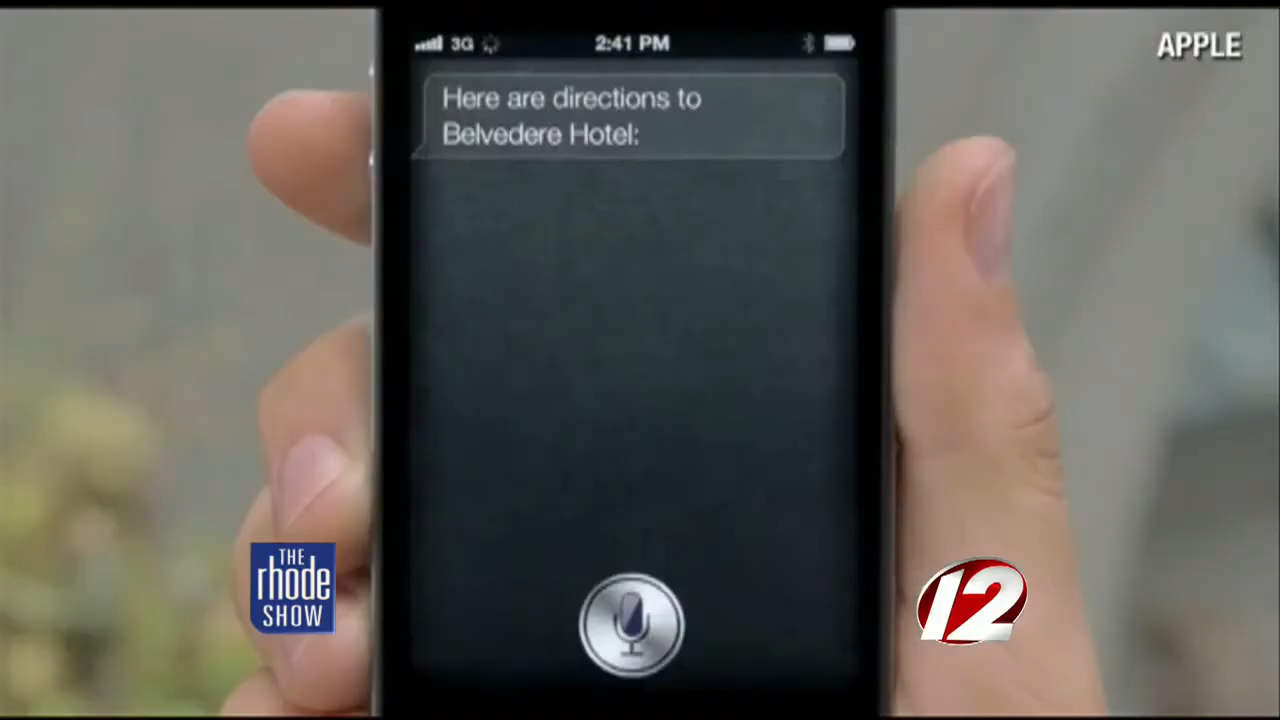 3G 2:41 PM
APPLE
Here are directions to
Belvedere Hotel:
THE
rhode
SHOW
12